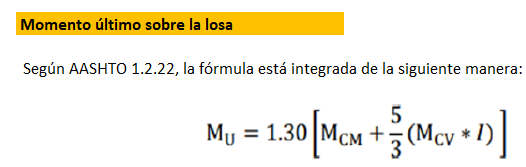 Momento último sobre la losa
Según AASHTO 1.2.22, la fórmula está integrada de la siguiente manera:
M_U = 1.30 [M_CM + 5/3 (M_CV * I)]